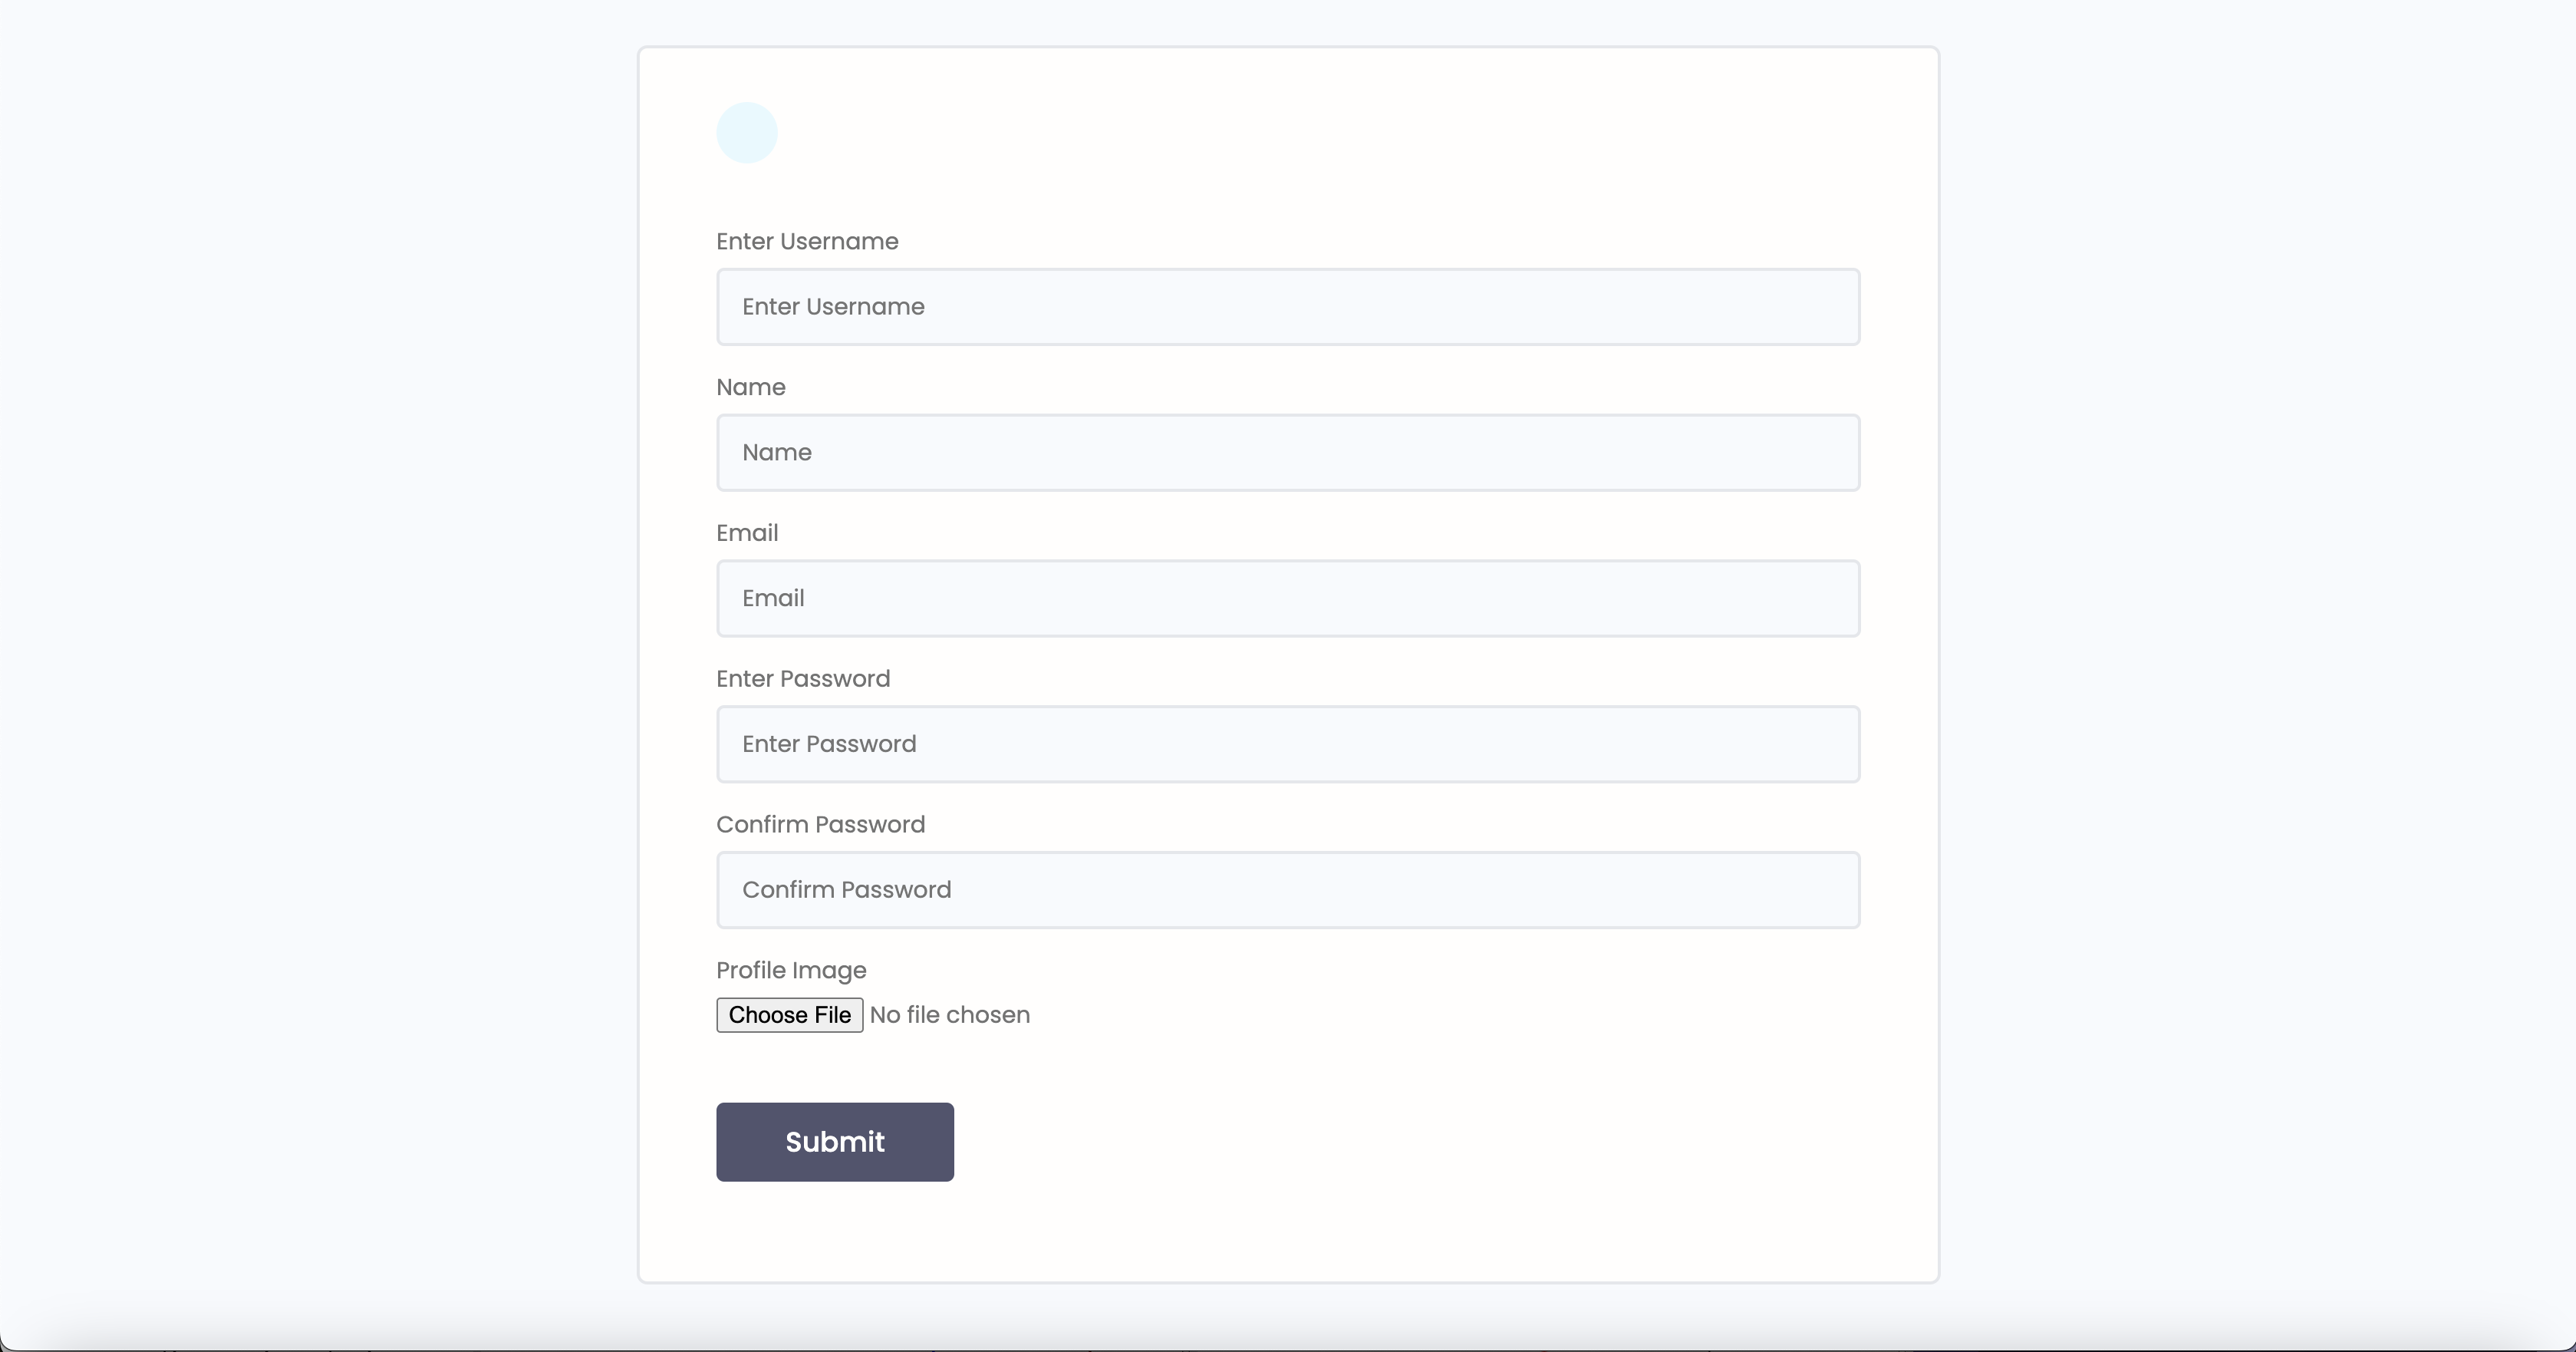 Enter Username
Enter Username
Name
Name
Email
Email
Enter Password
Enter Password
Confirm Password
Confirm Password
Profile Image
Choose File No file chosen
Submit